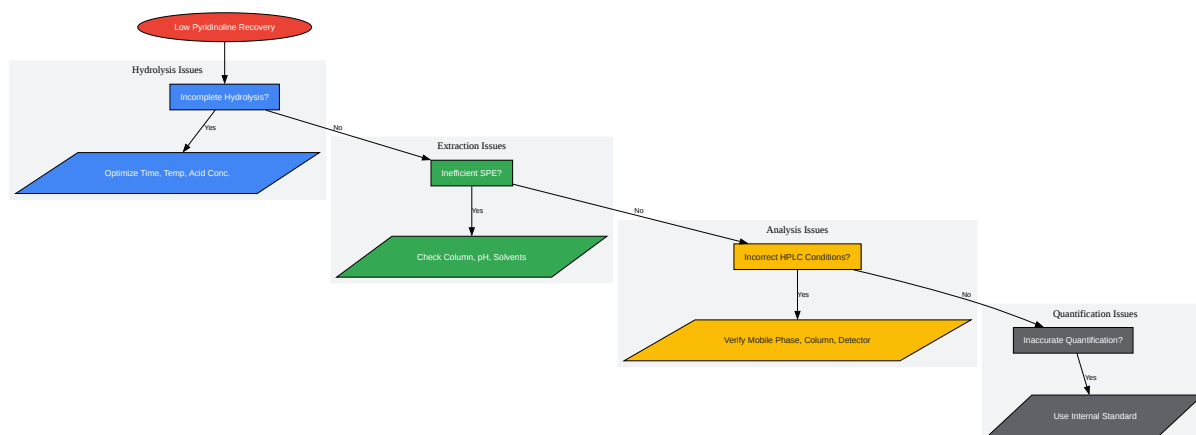 Low Pyridinoline Recovery
Hydrolysis Issues
Incomplete Hydrolysis?
Yes
No
Optimize Time, Temp, Acid Conc.
Extraction Issues
Inefficient SPE?
Yes
No
Check Column, pH, Solvents
Analysis Issues
Incorrect HPLC Conditions?
Yes
No
Verify Mobile Phase, Column, Detector
Quantification Issues
Inaccurate Quantification?
Yes
Use Internal Standard